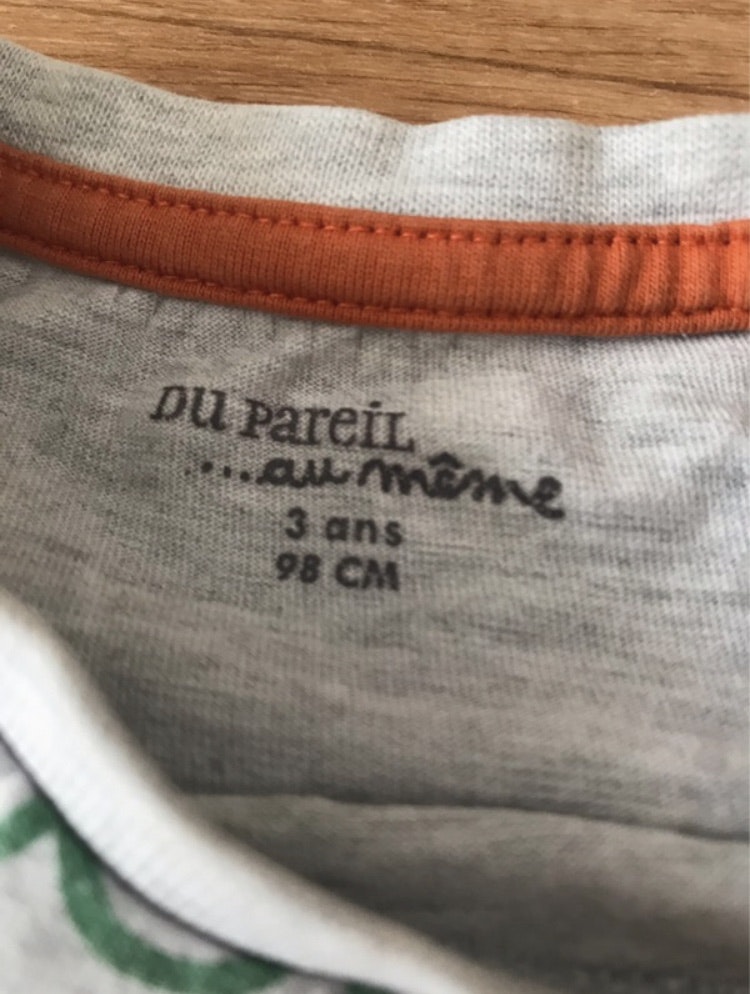 DU PAREIL
....au même
3 ans
98 CM